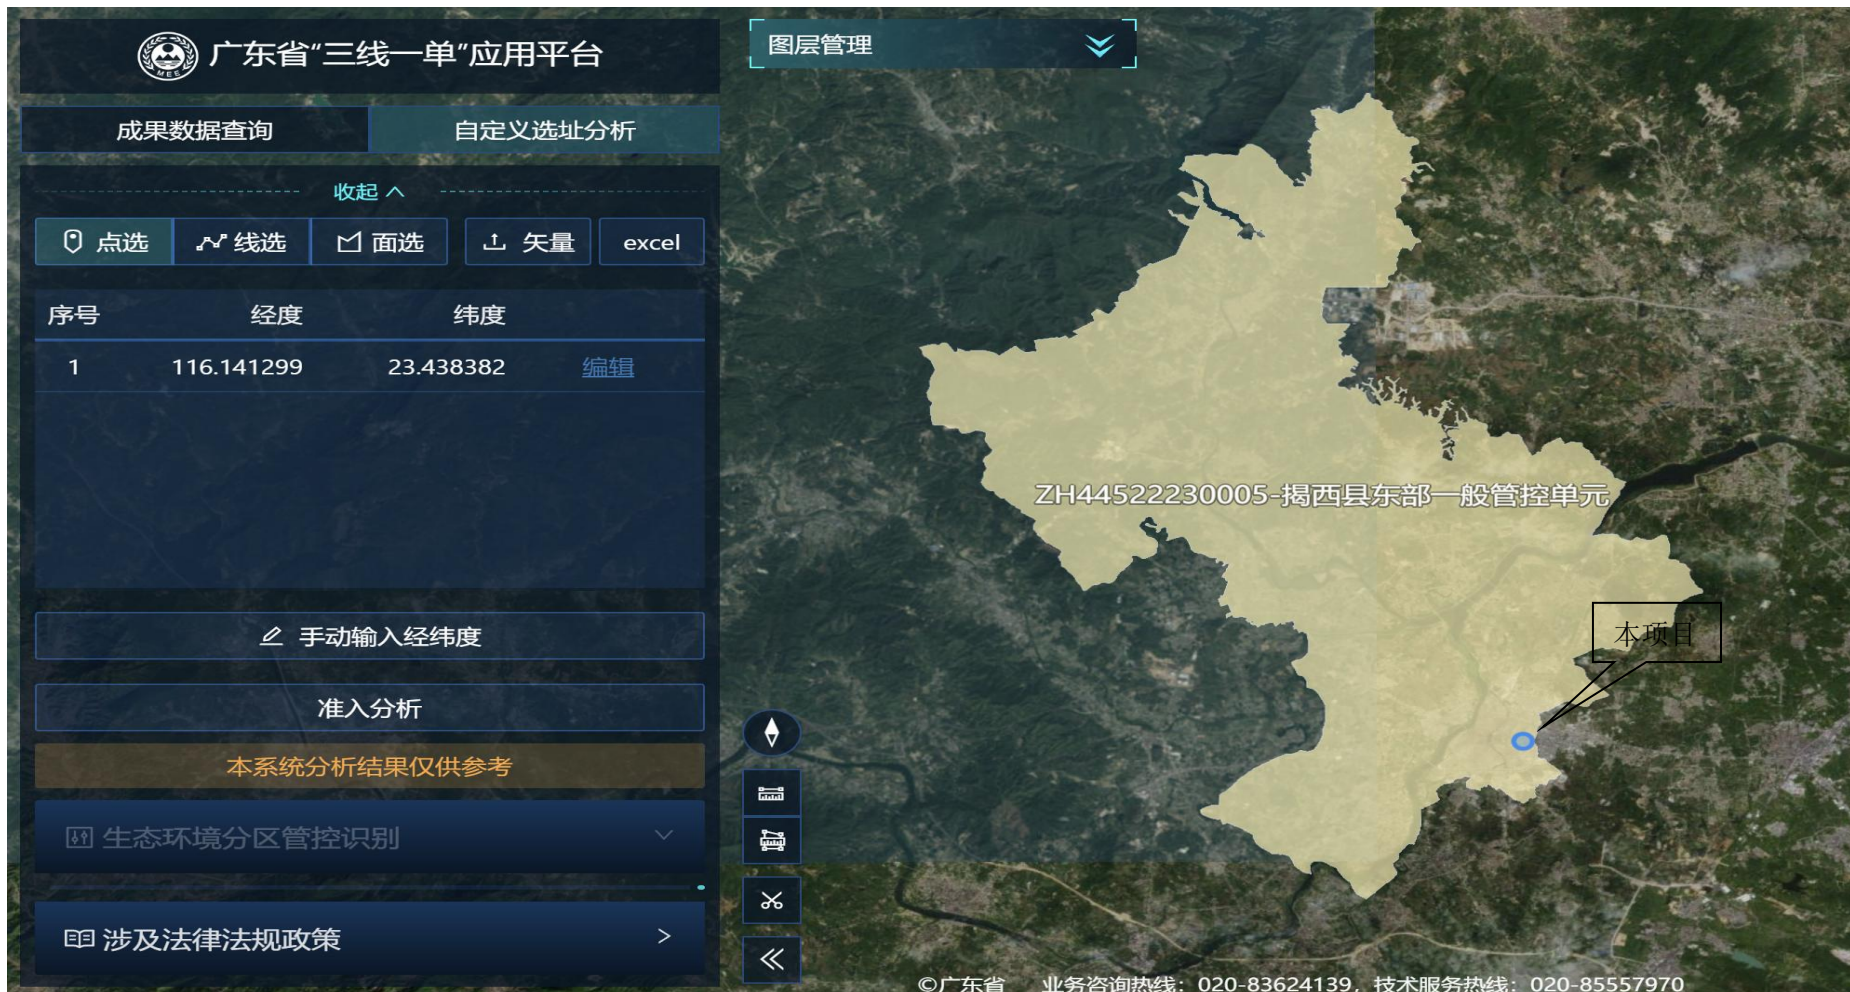 广东省“三线一单”应用平台
MEE
图层管理
成果数据查询 自定义选址分析
收起
点选 线选 面选 矢量 excel
序号 经度 纬度
1 116.141299 23.438382 编辑
手动输入经纬度
准入分析
本系统分析结果仅供参考
生态环境分区管控识别
涉及法律法规政策
ZH44522230005-揭西县东部一般管控单元
本项目
©广东省 业务咨询热线：020-83624139，技术服务热线：020-85557970